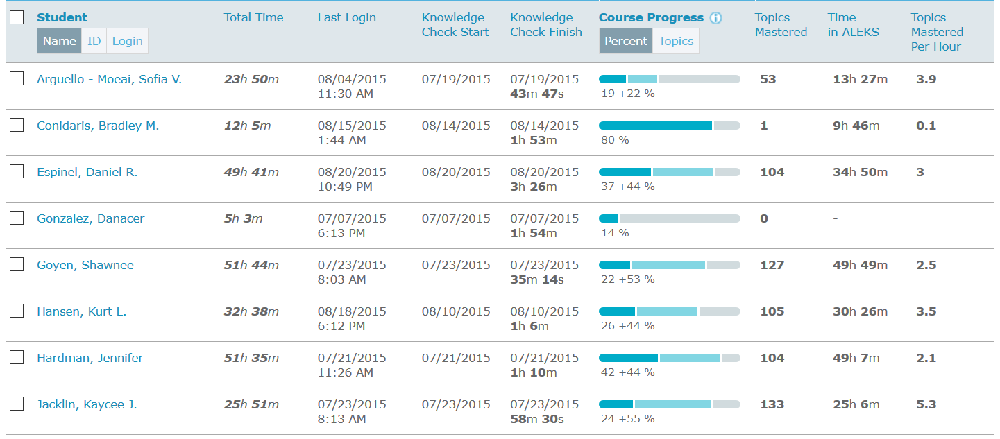 Student Total Time Last Login Knowledge Check Start Knowledge Check Finish Course Progress Topics Mastered Time in ALEKS Topics Mastered Per Hour
Name ID Login Percent Topics
Arguello - Moeai, Sofia V. 23h 50m 08/04/2015 07/19/2015 07/19/2015 53 13h 27m 3.9
11:30 AM 43m 47s 19 +22 %
Conidaris, Bradley M. 12h 5m 08/15/2015 08/14/2015 08/14/2015 1 9h 46m 0.1
1:44 AM 1h 53m 80 %
Espinel, Daniel R. 49h 41m 08/20/2015 08/20/2015 08/20/2015 104 34h 50m 3
10:49 PM 3h 26m 37 +44 %
Gonzalez, Danacer 5h 3m 07/07/2015 07/07/2015 07/07/2015 0 -
6:13 PM 1h 54m 14 %
Goyen, Shawnee 51h 44m 07/23/2015 07/23/2015 07/23/2015 127 49h 49m 2.5
8:03 AM 35m 14s 22 +53 %
Hansen, Kurt L. 32h 38m 08/18/2015 08/10/2015 08/10/2015 105 30h 26m 3.5
6:12 PM 1h 6m 26 +44 %
Hardman, Jennifer 51h 35m 07/21/2015 07/21/2015 07/21/2015 104 49h 7m 2.1
11:26 AM 1h 10m 42 +44 %
Jacklin, Kaycee J. 25h 51m 07/23/2015 07/23/2015 07/23/2015 133 25h 6m 5.3
8:13 AM 58m 30s 24 +55 %